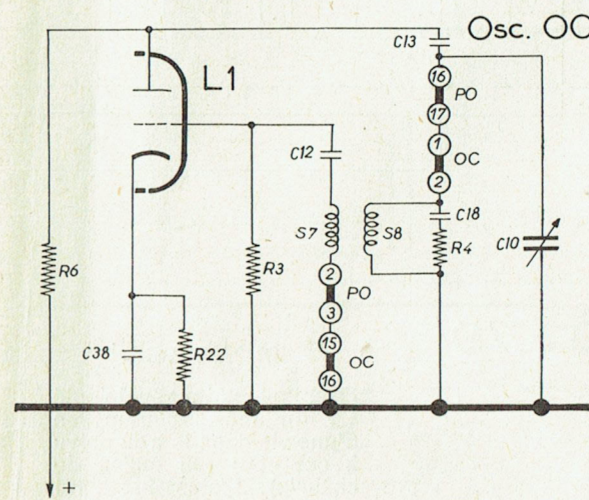 Osc. OC
C13
16
PO
17
L1
1
C12
OC
2
C18
S7
S8
R4
C10
R6
R3
2
PO
3
15
C38
R22
OC
16
+